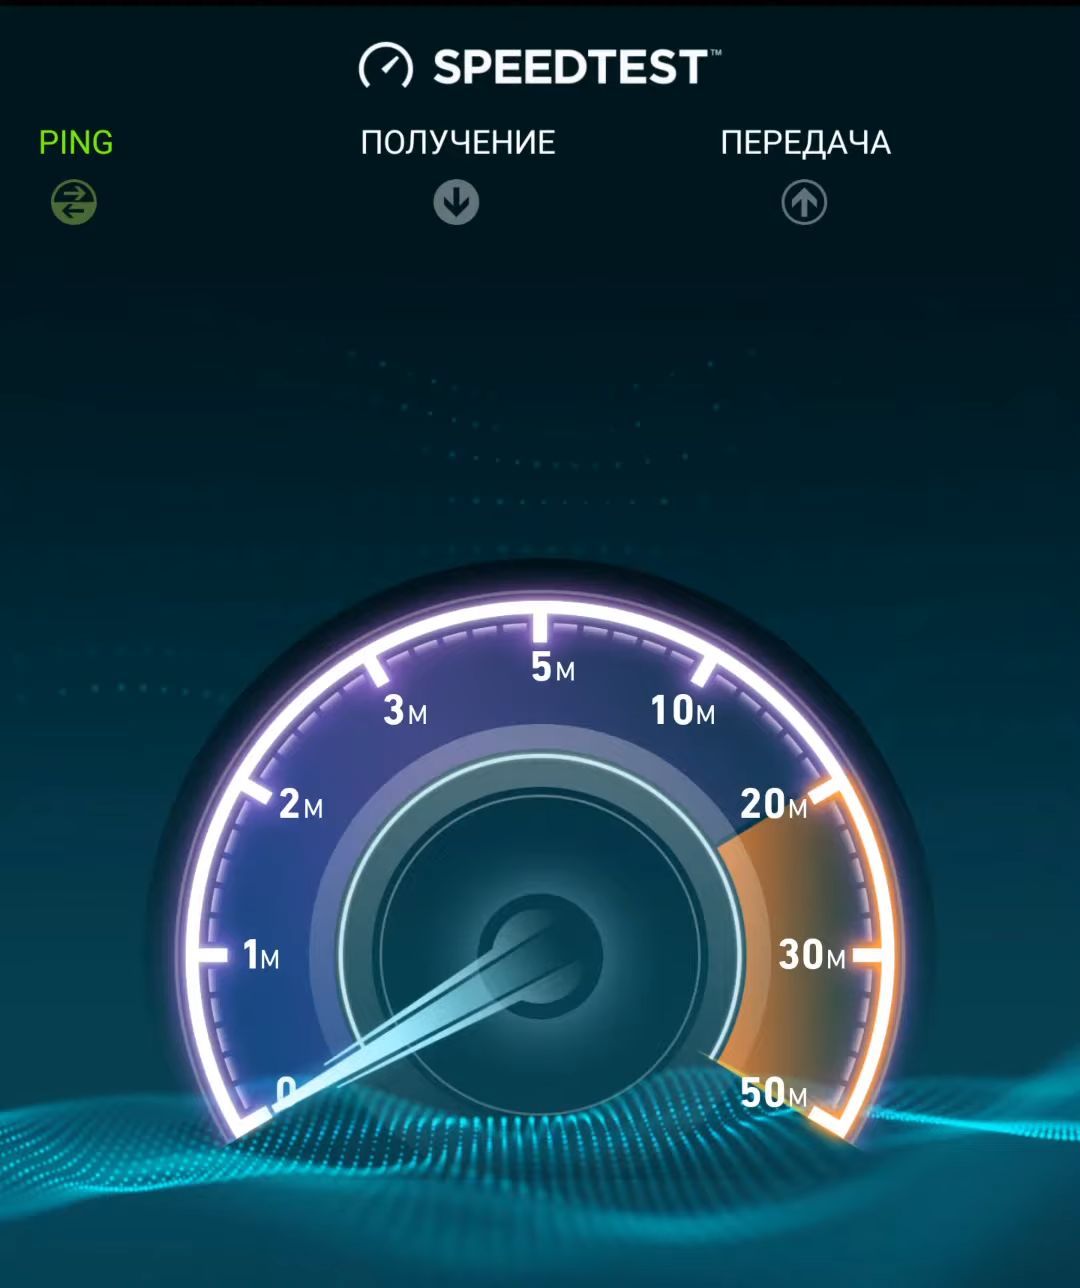 SPEEDTEST™
PING ПОЛУЧЕНИЕ ПЕРЕДАЧА
5M
3M 10M
2M 20M
1M 30M
0 50M